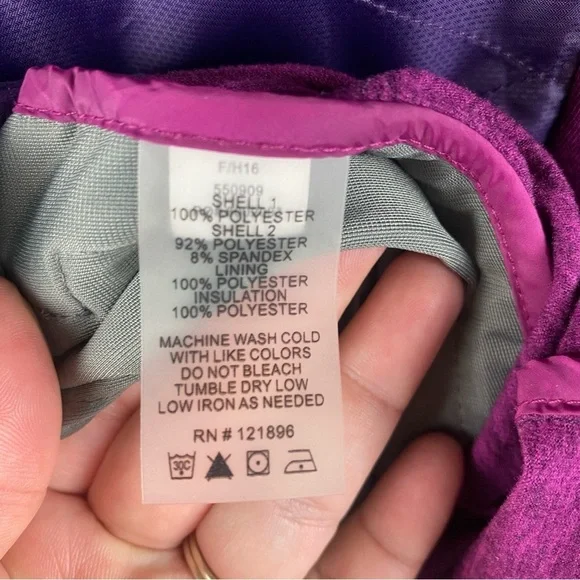 F/H16
550909
SHELL 1
100% POLYESTER
SHELL 2
92% POLYESTER
8% SPANDEX
LINING
100% POLYESTER
INSULATION
100% POLYESTER
MACHINE WASH COLD
WITH LIKE COLORS
DO NOT BLEACH
TUMBLE DRY LOW
LOW IRON AS NEEDED
RN # 121896
30C